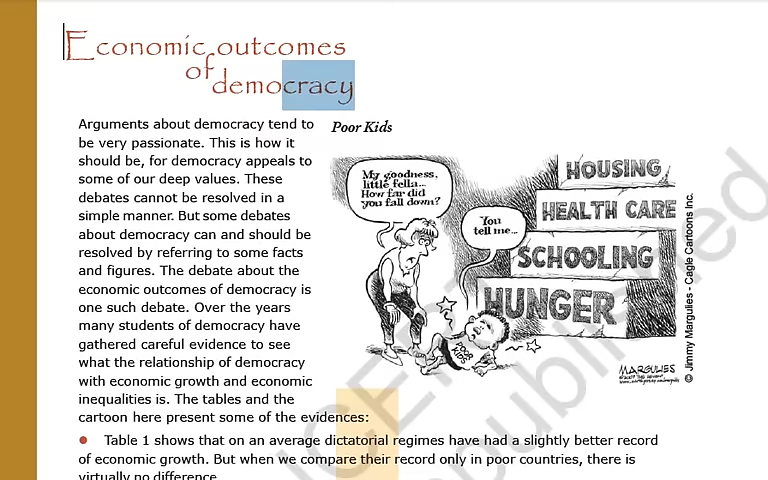 Economic outcomes
of
democracy
Arguments about democracy tend to
be very passionate. This is how it
should be, for democracy appeals to
some of our deep values. These
debates cannot be resolved in a
simple manner. But some debates
about democracy can and should be
resolved by referring to some facts
and figures. The debate about the
economic outcomes of democracy is
one such debate. Over the years
many students of democracy have
gathered careful evidence to see
what the relationship of democracy
with economic growth and economic
inequalities is. The tables and the
cartoon here present some of the evidences:
Poor Kids
My goodness,
little fella...
How far did
you fall down?
You
tell me...
HOUSING
HEALTH CARE
SCHOOLING
HUNGER
POOR
KIDS
MARGULIES
© Jimmy Margulies - Cagle Cartoons Inc.
● Table 1 shows that on an average dictatorial regimes have had a slightly better record
of economic growth. But when we compare their record only in poor countries, there is
virtually no difference.